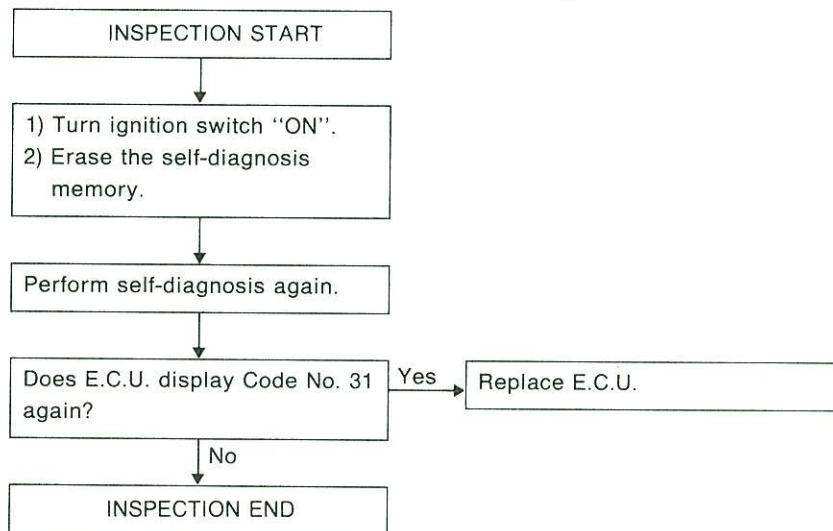 INSPECTION START
1) Turn ignition switch ‘‘ON’’.
2) Erase the self-diagnosis
memory.
Perform self-diagnosis again.
Does E.C.U. display Code No. 31
again?
Yes
Replace E.C.U.
No
INSPECTION END